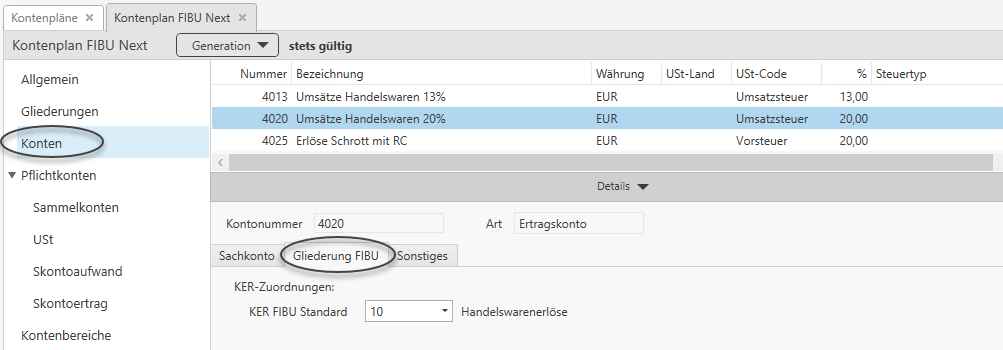 Kontenpläne ×  Kontenplan FIBU Next ×
Kontenplan FIBU Next  Generation  stets gültig
Allgemein
Gliederungen
Konten
Pflichtkonten
Sammelkonten
USt
Skontoaufwand
Skontoertrag
Kontenbereiche
Nummer  Bezeichnung  Währung  USt-Land  USt-Code  %  Steuertyp
4013  Umsätze Handelswaren 13%  EUR  Umsatzsteuer  13,00
4020  Umsätze Handelswaren 20%  EUR  Umsatzsteuer  20,00
4025  Erlöse Schrott mit RC  EUR  Vorsteuer  20,00
Details
Kontonummer  4020  Art  Ertragskonto
Sachkonto  Gliederung FIBU  Sonstiges
KER-Zuordnungen:
KER FIBU Standard  10  Handelswarenerlöse